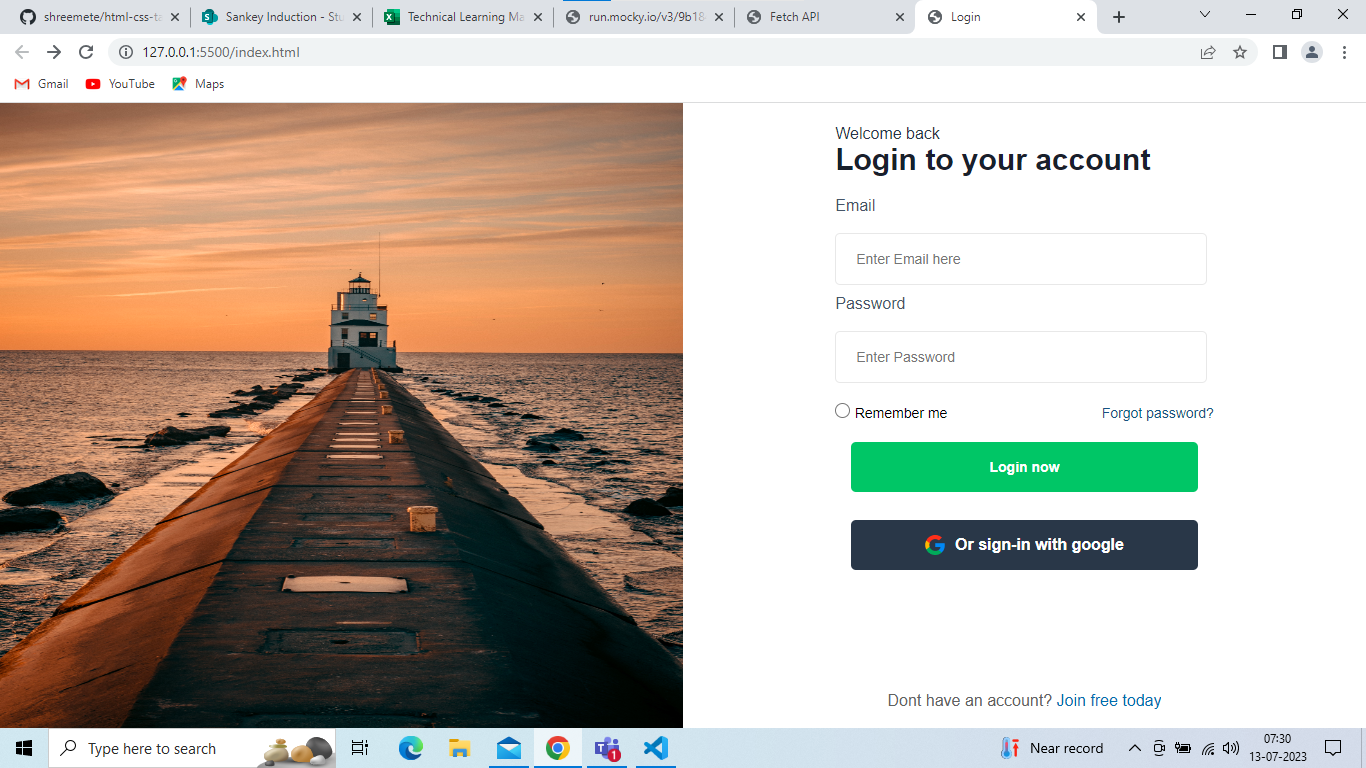 shreemete/html-css-ta
Sankey Induction - Stu
Technical Learning Ma
run.mocky.io/v3/9b18
Fetch API
Login
127.0.0.1:5500/index.html
Gmail
YouTube
Maps
Welcome back
Login to your account
Email
Enter Email here
Password
Enter Password
Remember me
Forgot password?
Login now
Or sign-in with google
Dont have an account? Join free today
Type here to search
1
Near record
07:30
13-07-2023